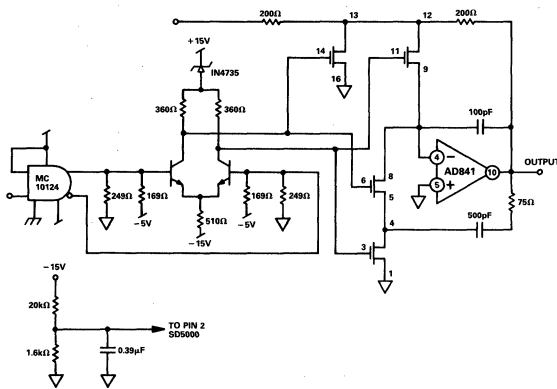 200Ω
13
12
200Ω
+15V
IN4735
14
16
11
9
360Ω
360Ω
100pF
MC
10124
249Ω
169Ω
-5V
510Ω
-15V
169Ω
-5V
249Ω
6
8
5
4
−
5
+
AD841
10
OUTPUT
4
500pF
75Ω
3
1
-15V
20kΩ
1.6kΩ
0.39μF
TO PIN 2
SD5000